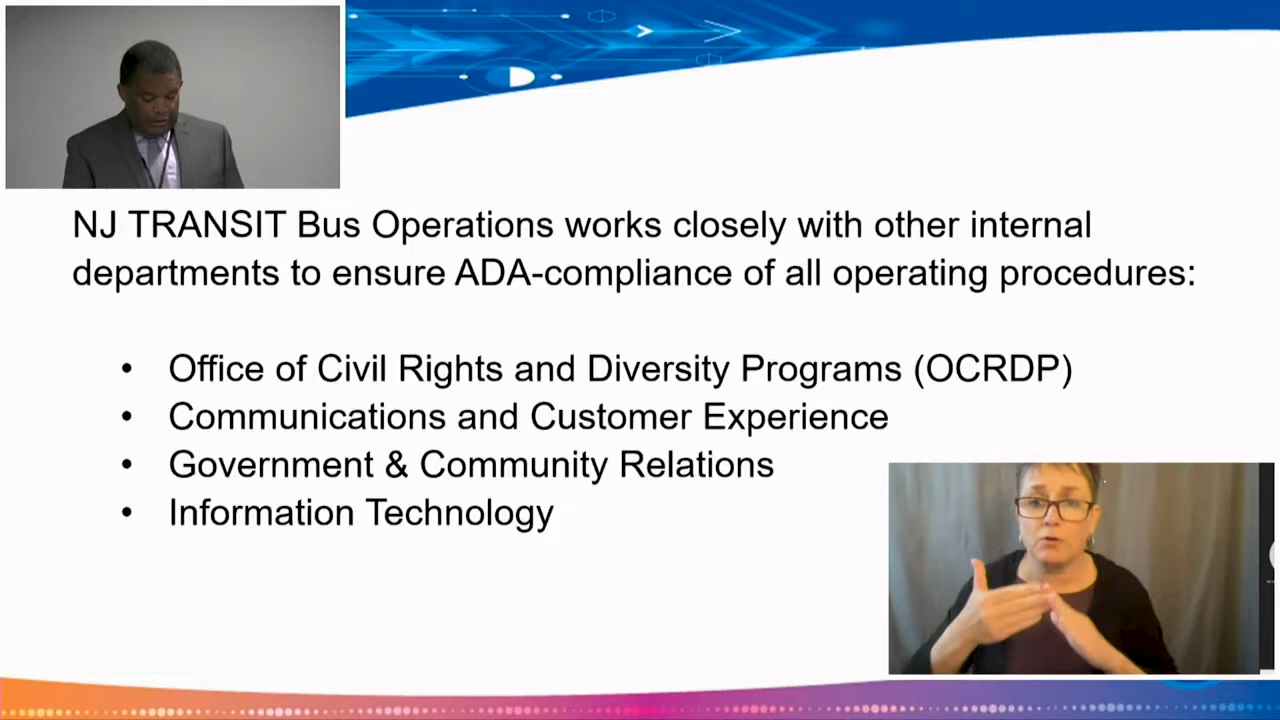 NJ TRANSIT Bus Operations works closely with other internal
departments to ensure ADA-compliance of all operating procedures:
• Office of Civil Rights and Diversity Programs (OCRDP)
• Communications and Customer Experience
• Government & Community Relations
• Information Technology